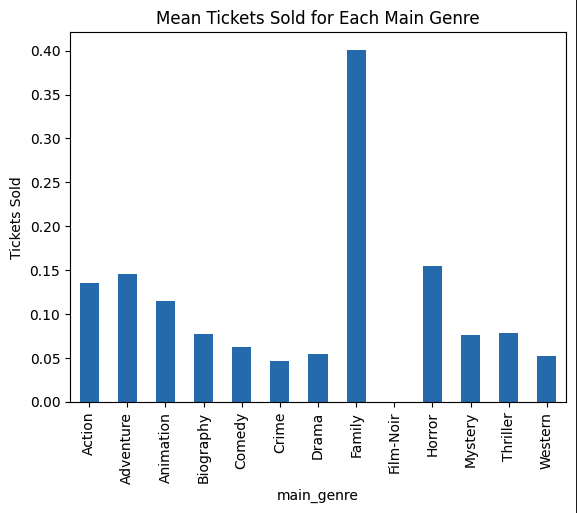 Mean Tickets Sold for Each Main Genre
Tickets Sold
0.40
0.35
0.30
0.25
0.20
0.15
0.10
0.05
0.00
Action
Adventure
Animation
Biography
Comedy
Crime
Drama
Family
Film-Noir
Horror
Mystery
Thriller
Western
main_genre